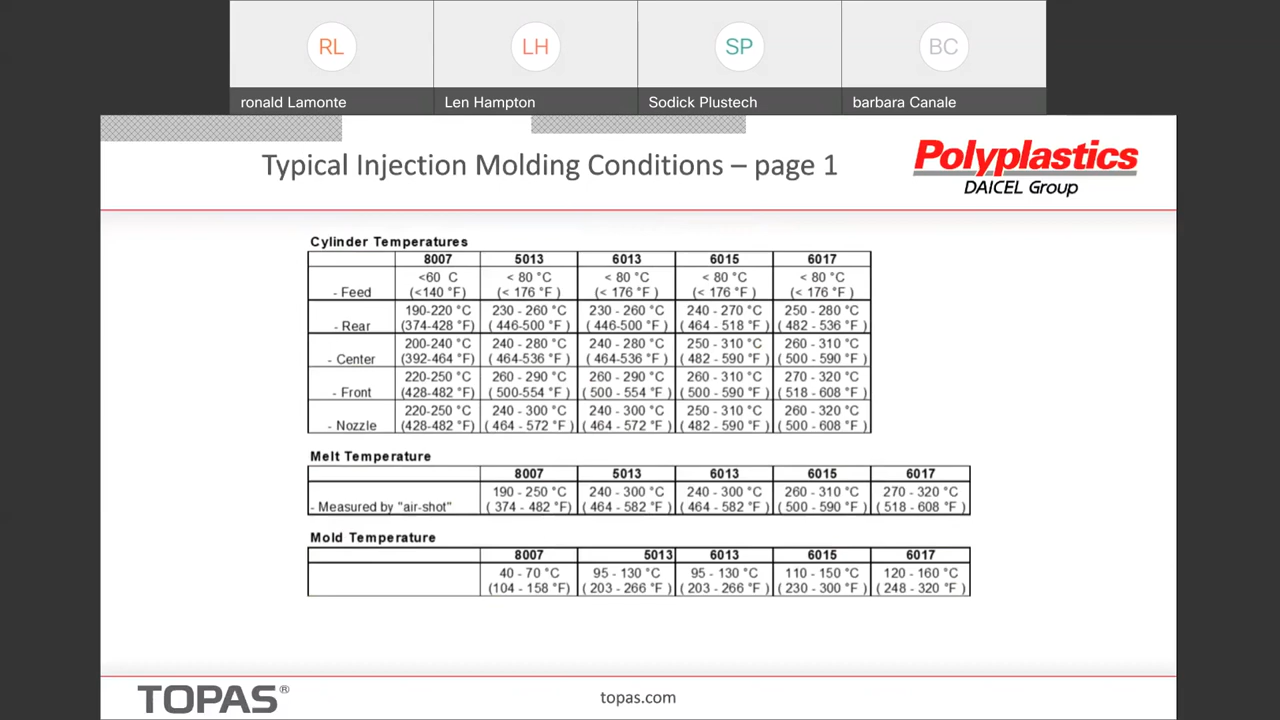 RL
LH
SP
BC
ronald Lamonte
Len Hampton
Sodick Plustech
barbara Canale
Typical Injection Molding Conditions – page 1
Polyplastics
DAICEL Group
Cylinder Temperatures
8007 5013 6013 6015 6017
<60 C < 80 °C < 80 °C < 80 °C < 80 °C
- Feed (<140 °F) (< 176 °F ) (< 176 °F ) (< 176 °F ) (< 176 °F )
190-220 °C 230 - 260 °C 230 - 260 °C 240 - 270 °C 250 - 280 °C
- Rear (374-428 °F) ( 446-500 °F ) ( 446-500 °F ) ( 464 - 518 °F ) ( 482 - 536 °F )
200-240 °C 240 - 280 °C 240 - 280 °C 250 - 310 °C 260 - 310 °C
- Center (392-464 °F) ( 464-536 °F ) ( 464-536 °F ) ( 482 - 590 °F ) ( 500 - 590 °F )
220-250 °C 260 - 290 °C 260 - 290 °C 260 - 310 °C 270 - 320 °C
- Front (428-482 °F) ( 500-554 °F ) ( 500 - 554 °F ) ( 500 - 590 °F ) ( 518 - 608 °F )
220-250 °C 240 - 300 °C 240 - 300 °C 250 - 310 °C 260 - 320 °C
- Nozzle (428-482 °F) ( 464 - 572 °F ) ( 464 - 572 °F ) ( 482 - 590 °F ) ( 500 - 608 °F )
Melt Temperature
8007 5013 6013 6015 6017
190 - 250 °C 240 - 300 °C 240 - 300 °C 260 - 310 °C 270 - 320 °C
- Measured by "air-shot" ( 374 - 482 °F) ( 464 - 582 °F ) ( 464 - 582 °F ) ( 500 - 590 °F ) ( 518 - 608 °F )
Mold Temperature
8007 5013 6013 6015 6017
40 - 70 °C 95 - 130 °C 95 - 130 °C 110 - 150 °C 120 - 160 °C
(104 - 158 °F) ( 203 - 266 °F ) ( 203 - 266 °F ) ( 230 - 300 °F ) ( 248 - 320 °F )
TOPAS®
topas.com